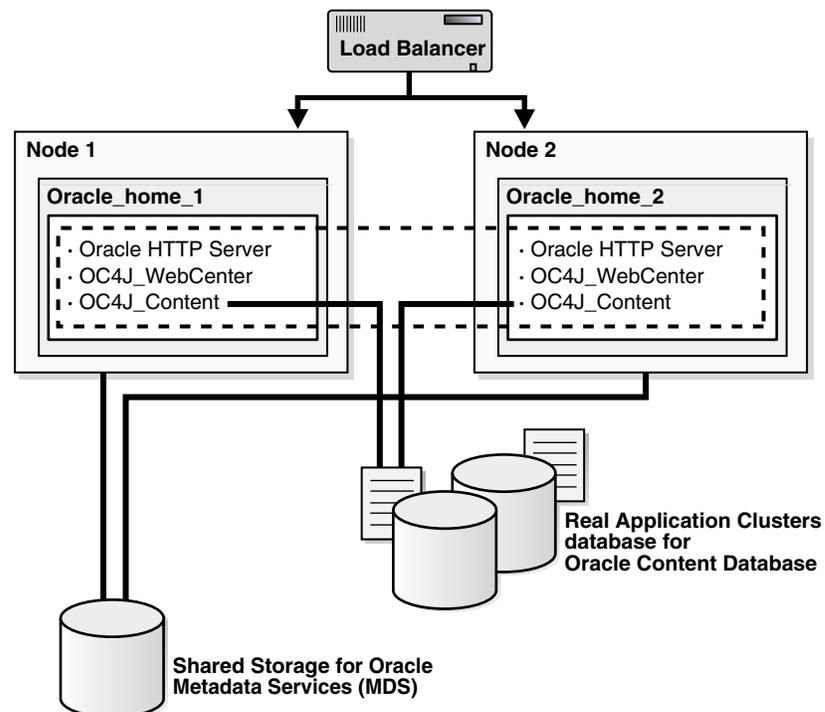 Load Balancer
Node 1
Oracle_home_1
· Oracle HTTP Server
· OC4J_WebCenter
· OC4J_Content
Node 2
Oracle_home_2
· Oracle HTTP Server
· OC4J_WebCenter
· OC4J_Content
Real Application Clusters
database for
Oracle Content Database
Shared Storage for Oracle
Metadata Services (MDS)